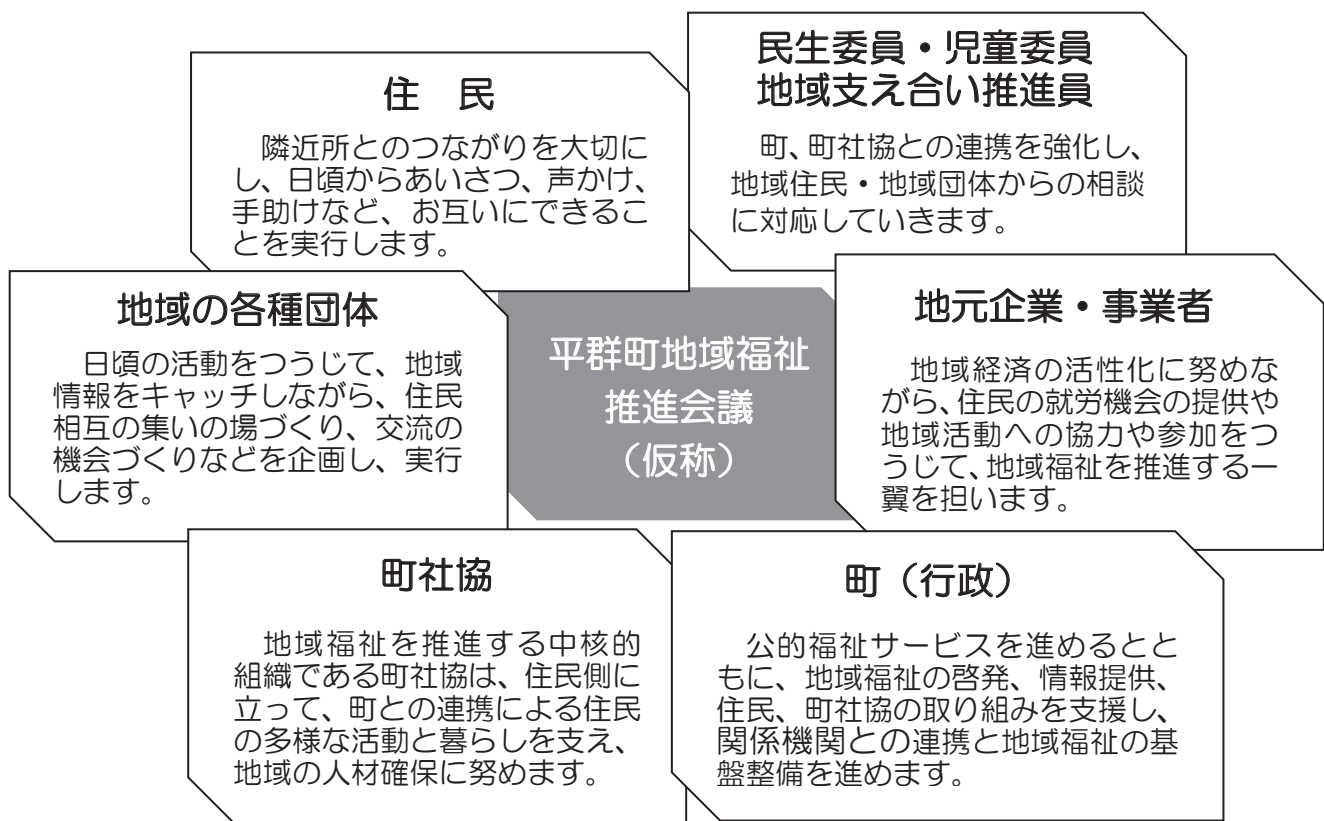 住　民
隣近所とのつながりを大切に
し、日頃からあいさつ、声かけ、
手助けなど、お互いにできるこ
とを実行します。
民生委員・児童委員
地域支え合い推進員
町、町社協との連携を強化し、
地域住民・地域団体からの相談
に対応していきます。
地域の各種団体
日頃の活動をつうじて、地域
情報をキャッチしながら、住民
相互の集いの場づくり、交流の
機会づくりなどを企画し、実行
します。
平群町地域福祉
推進会議
（仮称）
地元企業・事業者
地域経済の活性化に努めな
がら、住民の就労機会の提供や
地域活動への協力や参加をつ
うじて、地域福祉を推進する一
翼を担います。
町社協
地域福祉を推進する中核的
組織である町社協は、住民側に
立って、町との連携による住民
の多様な活動と暮らしを支え、
地域の人材確保に努めます。
町（行政）
公的福祉サービスを進めるとと
もに、地域福祉の啓発、情報提供、
住民、町社協の取り組みを支援し、
関係機関との連携と地域福祉の基
盤整備を進めます。